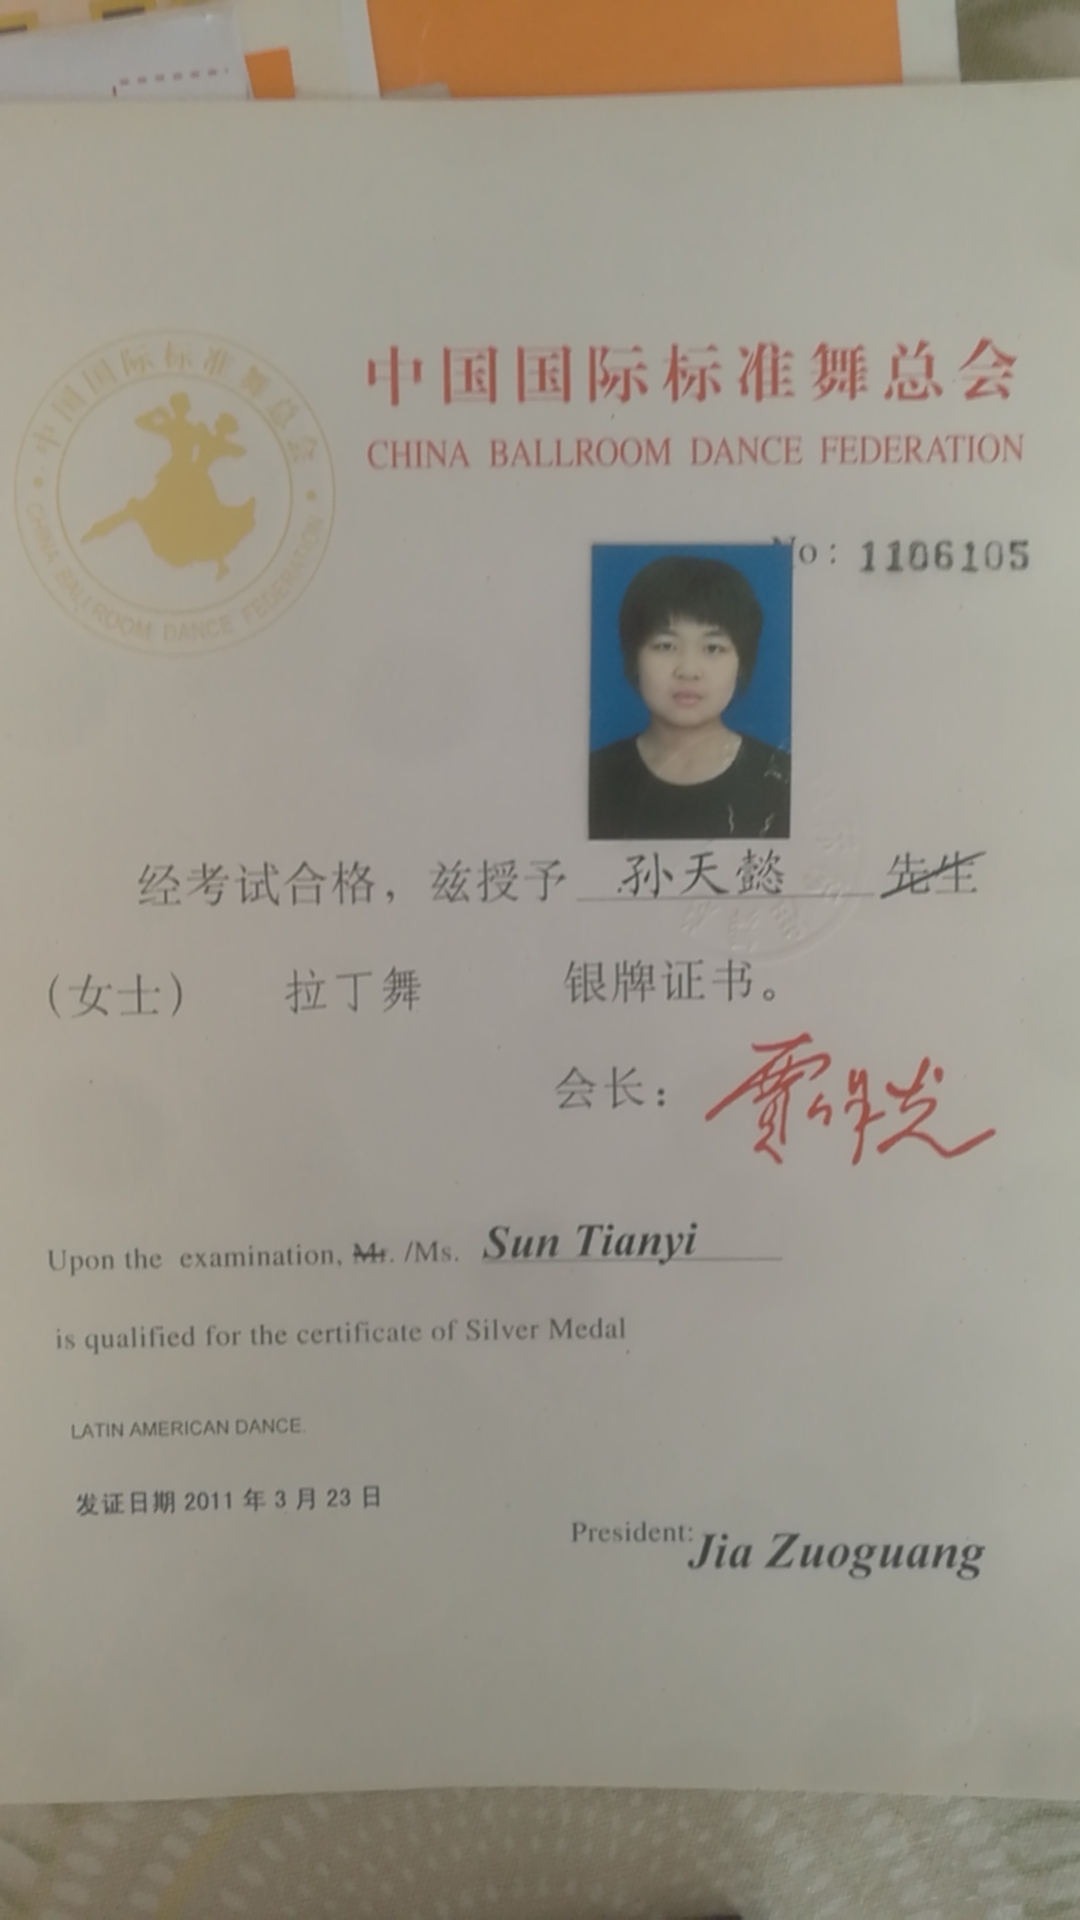 中国国际标准舞总会
CHINA BALLROOM DANCE FEDERATION
中国国际标准舞总会
CHINA BALLROOM DANCE FEDERATION
No: 1106105
经考试合格，兹授予 孙天懿 先生
（女士） 拉丁舞 银牌证书。
会长： 贾作光
Upon the examination, Mr. /Ms. Sun Tianyi
is qualified for the certificate of Silver Medal
LATIN AMERICAN DANCE.
发证日期 2011 年 3 月 23 日
President: Jia Zuoguang